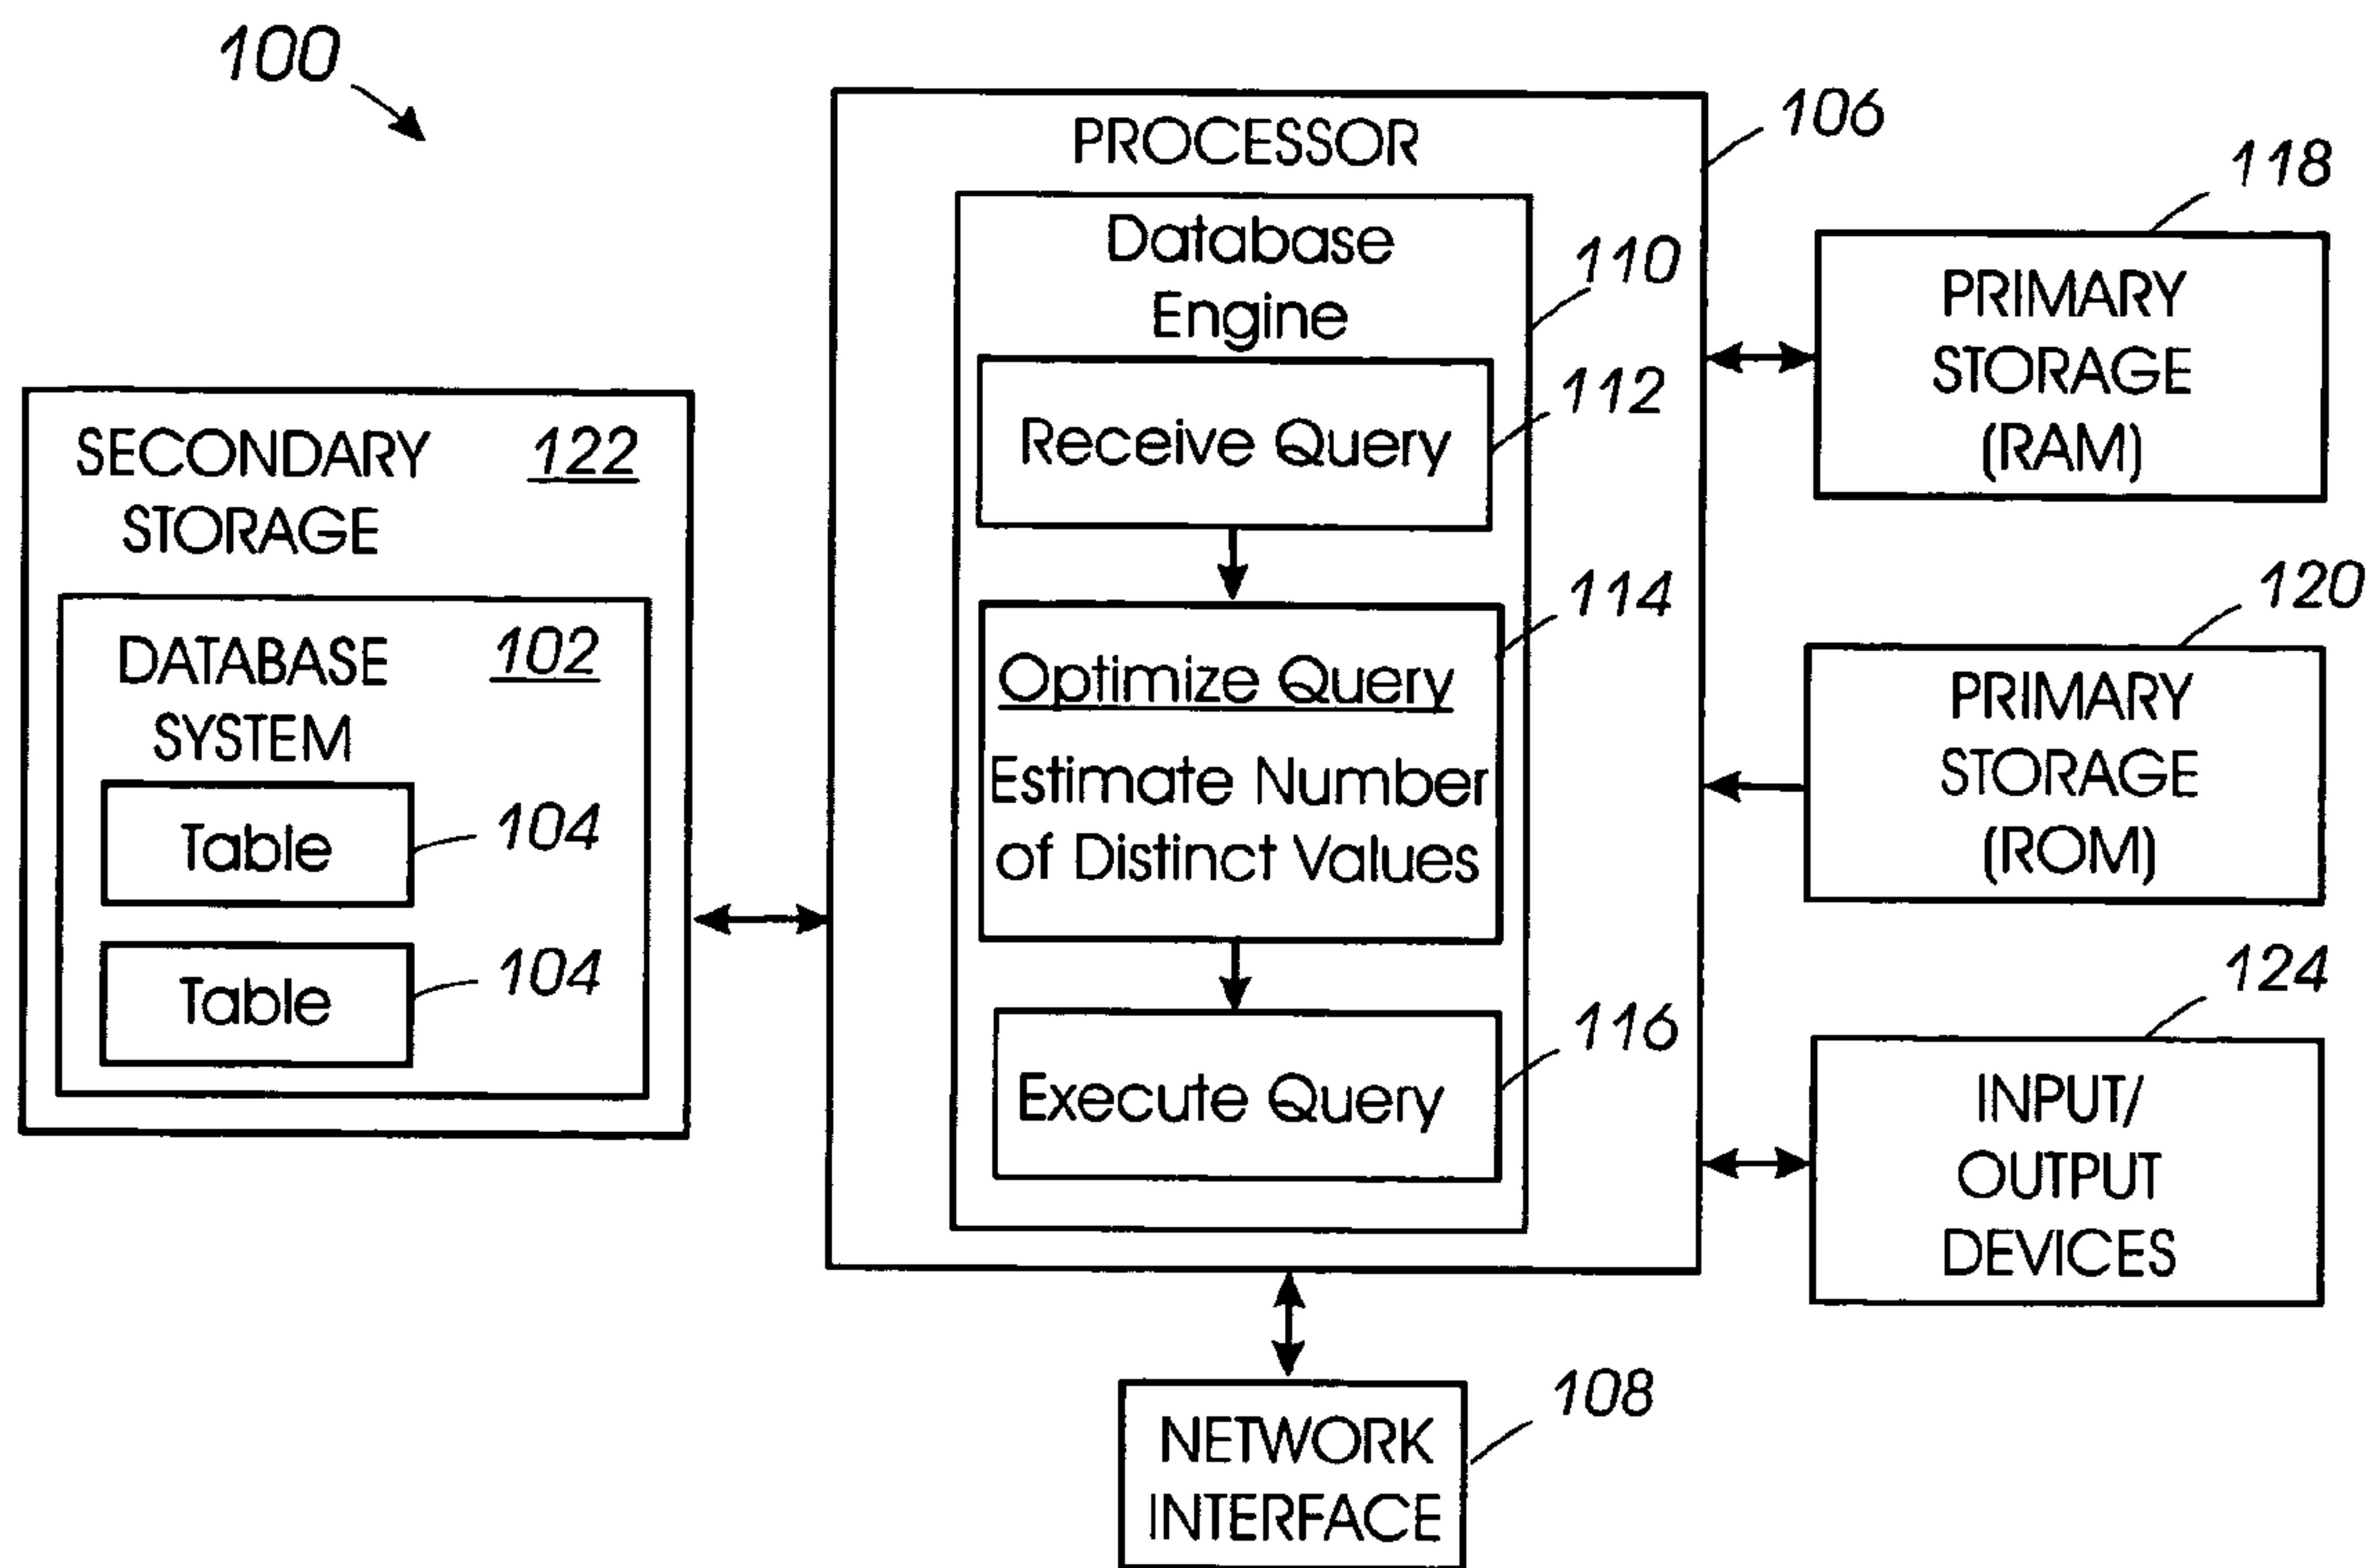 100
PROCESSOR
106
Database
Engine
110
Receive Query
112
Optimize Query
114
Estimate Number
of Distinct Values
Execute Query
116
SECONDARY
122
STORAGE
DATABASE
102
SYSTEM
Table
104
Table
104
118
PRIMARY
STORAGE
(RAM)
120
PRIMARY
STORAGE
(ROM)
124
INPUT/
OUTPUT
DEVICES
108
NETWORK
INTERFACE